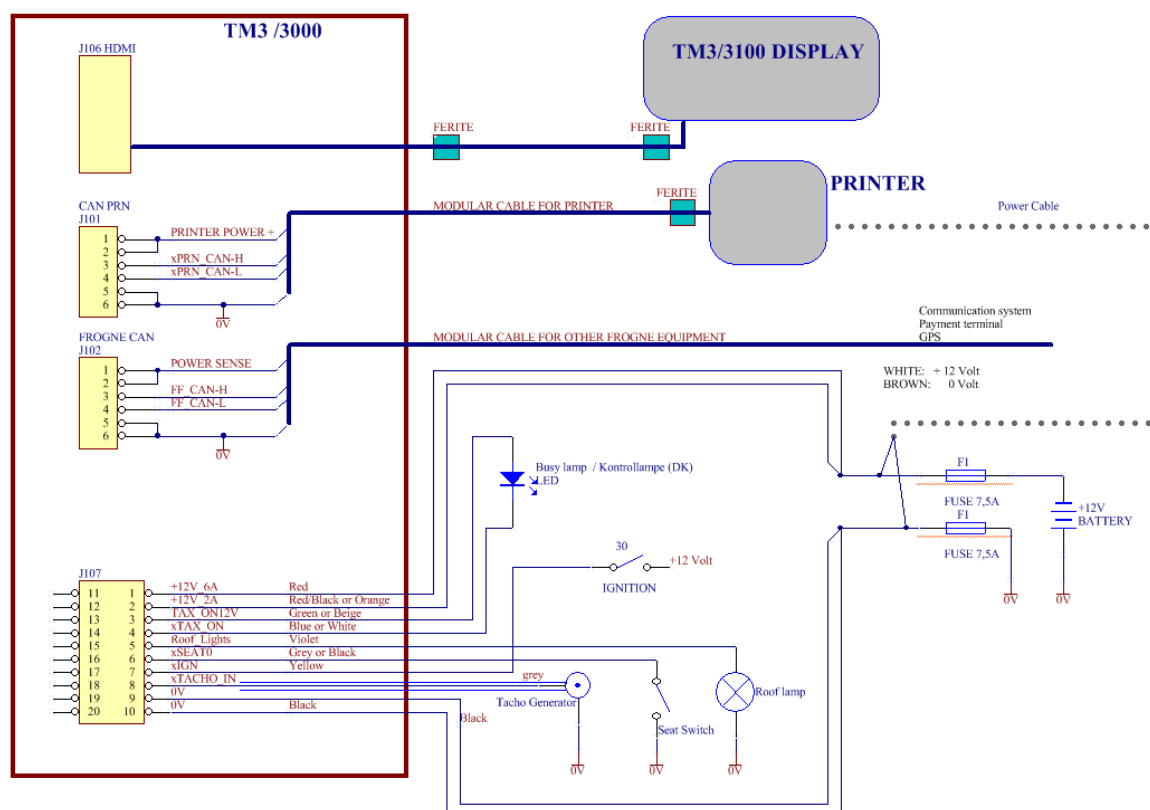 TM3 /3000
J106 HDMI
TM3/3100 DISPLAY
FERITE
FERITE
CAN PRN
J101
1
2
3
4
5
6
PRINTER POWER +
xPRN_CAN-H
xPRN_CAN-L
0V
MODULAR CABLE FOR PRINTER
FERITE
PRINTER
Power Cable
FROGNE CAN
J102
1
2
3
4
5
6
POWER SENSE
FF_CAN-H
FF_CAN-L
0V
MODULAR CABLE FOR OTHER FROGNE EQUIPMENT
Communication system
Payment terminal
GPS
WHITE: + 12 Volt
BROWN: 0 Volt
Busy lamp / Kontrollampe (DK)
LED
F1
FUSE 7,5A
F1
FUSE 7,5A
+12V
BATTERY
0V
0V
30
+12 Volt
IGNITION
J107
11 1 +12V_6A Red
12 2 +12V_2A Red/Black or Orange
13 3 TAX_ON12V Green or Beige
14 4 xTAX_ON Blue or White
15 5 Roof_Lights Violet
16 6 xSEAT0 Grey or Black
17 7 xIGN Yellow
18 8 xTACHO_IN
19 9 0V
20 10 0V Black
grey
Tacho Generator
Black
Seat Switch
Roof lamp
0V
0V
0V